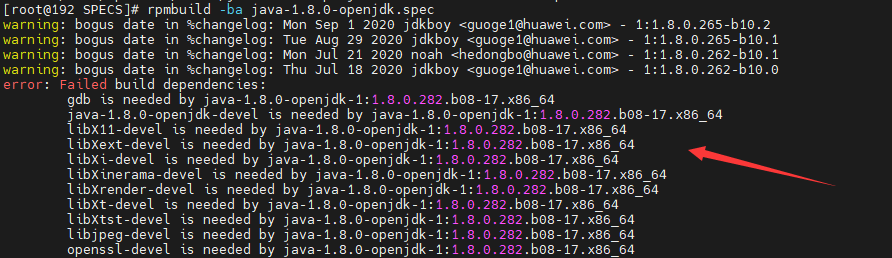 [root@192 SPECS]# rpmbuild -ba java-1.8.0-openjdk.spec
warning: bogus date in %changelog: Mon Sep 1 2020 jdkboy <guoge1@huawei.com> - 1:1.8.0.265-b10.2
warning: bogus date in %changelog: Tue Aug 29 2020 jdkboy <guoge1@huawei.com> - 1:1.8.0.265-b10.1
warning: bogus date in %changelog: Mon Jul 21 2020 noah <hedongbo@huawei.com> - 1:1.8.0.262-b10.1
warning: bogus date in %changelog: Thu Jul 18 2020 jdkboy <guoge1@huawei.com> - 1:1.8.0.262-b10.0
error: Failed build dependencies:
gdb is needed by java-1.8.0-openjdk-1:1.8.0.282.b08-17.x86_64
java-1.8.0-openjdk-devel is needed by java-1.8.0-openjdk-1:1.8.0.282.b08-17.x86_64
libX11-devel is needed by java-1.8.0-openjdk-1:1.8.0.282.b08-17.x86_64
libXext-devel is needed by java-1.8.0-openjdk-1:1.8.0.282.b08-17.x86_64
libXi-devel is needed by java-1.8.0-openjdk-1:1.8.0.282.b08-17.x86_64
libXinerama-devel is needed by java-1.8.0-openjdk-1:1.8.0.282.b08-17.x86_64
libXrender-devel is needed by java-1.8.0-openjdk-1:1.8.0.282.b08-17.x86_64
libXt-devel is needed by java-1.8.0-openjdk-1:1.8.0.282.b08-17.x86_64
libXtst-devel is needed by java-1.8.0-openjdk-1:1.8.0.282.b08-17.x86_64
libjpeg-devel is needed by java-1.8.0-openjdk-1:1.8.0.282.b08-17.x86_64
openssl-devel is needed by java-1.8.0-openjdk-1:1.8.0.282.b08-17.x86_64